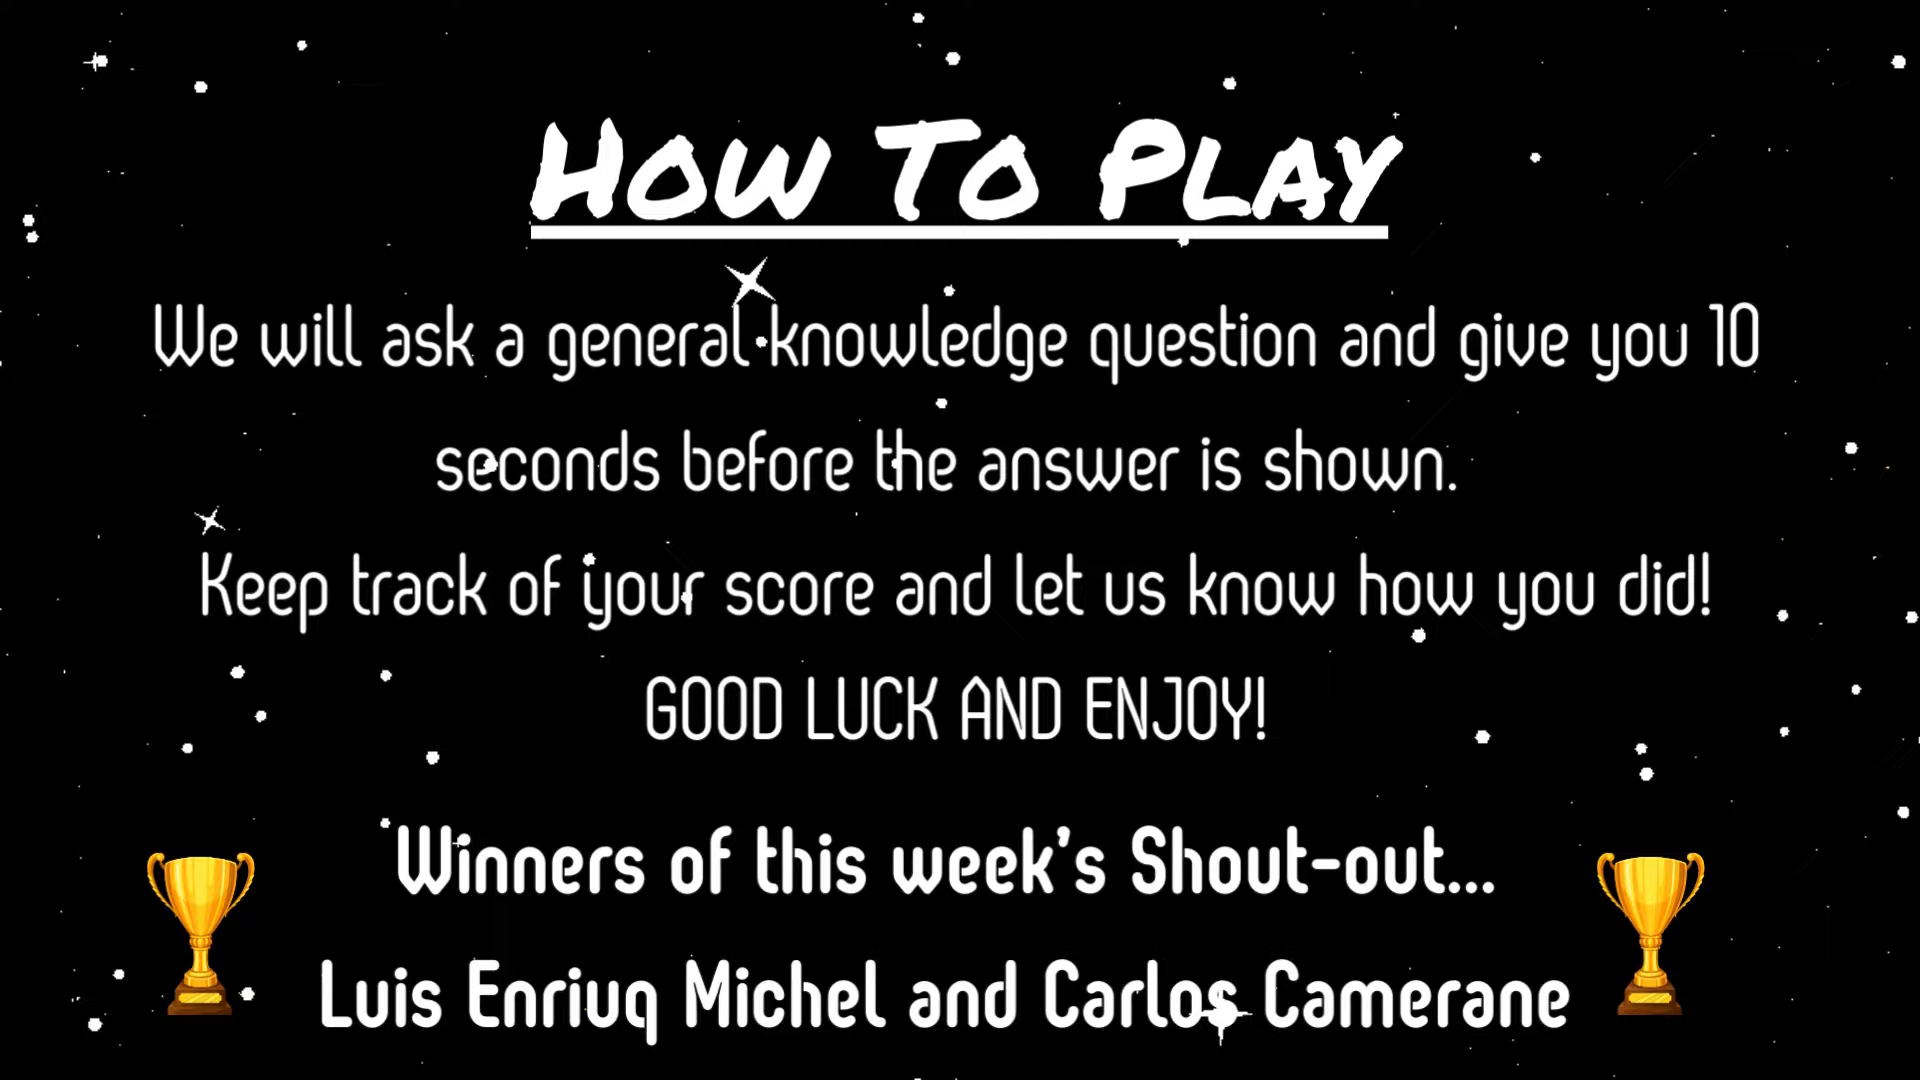 How To Play
We will ask a general knowledge question and give you 10
seconds before the answer is shown.
Keep track of your score and let us know how you did!
GOOD LUCK AND ENJOY!
Winners of this week's Shout-out...
Luis Enriuq Michel and Carlos Camerane